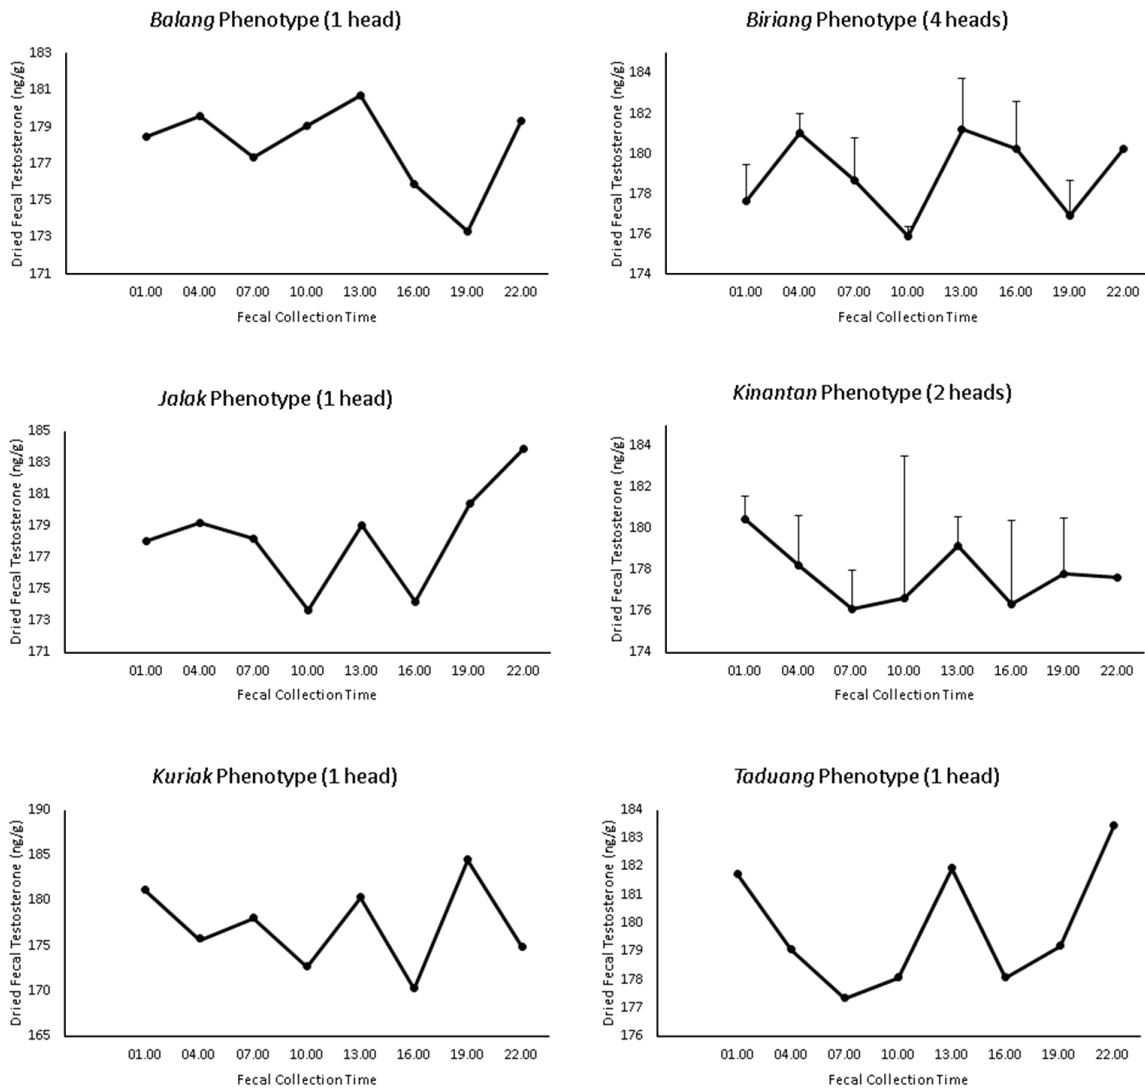 Balang Phenotype (1 head)
Dried Fecal Testosterone (ng/g)
183
181
179
177
175
173
171
01.00 04.00 07.00 10.00 13.00 16.00 19.00 22.00
Fecal Collection Time
Biriang Phenotype (4 heads)
Dried Fecal Testosterone (ng/g)
184
182
180
178
176
174
01.00 04.00 07.00 10.00 13.00 16.00 19.00 22.00
Fecal Collection Time
Jalak Phenotype (1 head)
Dried Fecal Testosterone (ng/g)
185
183
181
179
177
175
173
171
01.00 04.00 07.00 10.00 13.00 16.00 19.00 22.00
Fecal Collection Time
Kinantan Phenotype (2 heads)
Dried Fecal Testosterone (ng/g)
184
182
180
178
176
174
01.00 04.00 07.00 10.00 13.00 16.00 19.00 22.00
Fecal Collection Time
Kuriak Phenotype (1 head)
Dried Fecal Testosterone (ng/g)
190
185
180
175
170
165
01.00 04.00 07.00 10.00 13.00 16.00 19.00 22.00
Fecal Collection Time
Taduang Phenotype (1 head)
Dried Fecal Testosterone (ng/g)
184
183
182
181
180
179
178
177
176
01.00 04.00 07.00 10.00 13.00 16.00 19.00 22.00
Fecal Collection Time